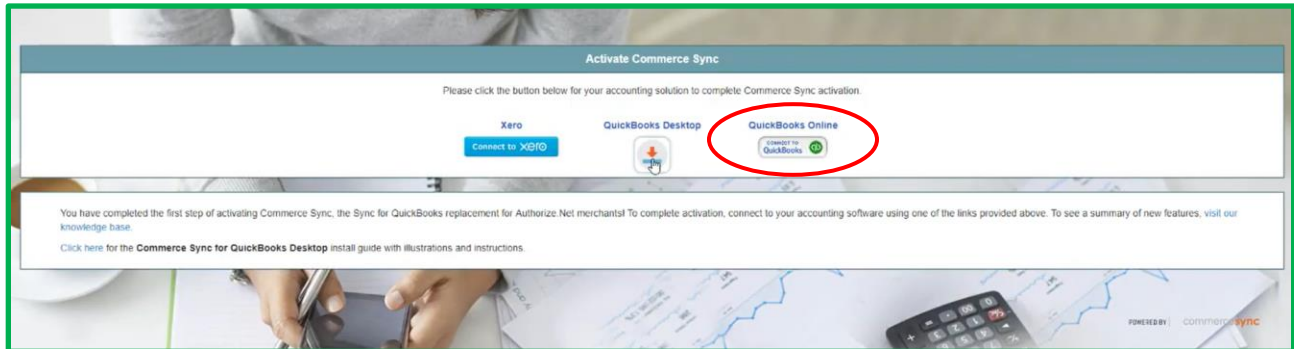 Activate Commerce Sync
Please click the button below for your accounting solution to complete Commerce Sync activation.
Xero
QuickBooks Desktop
QuickBooks Online
Connect to xero
CONNECT TO
QuickBooks
You have completed the first step of activating Commerce Sync, the Sync for QuickBooks replacement for Authorize.Net merchants! To complete activation, connect to your accounting software using one of the links provided above. To see a summary of new features, visit our
knowledge base.
Click here for the Commerce Sync for QuickBooks Desktop install guide with illustrations and instructions.
POWERED BY commercesync